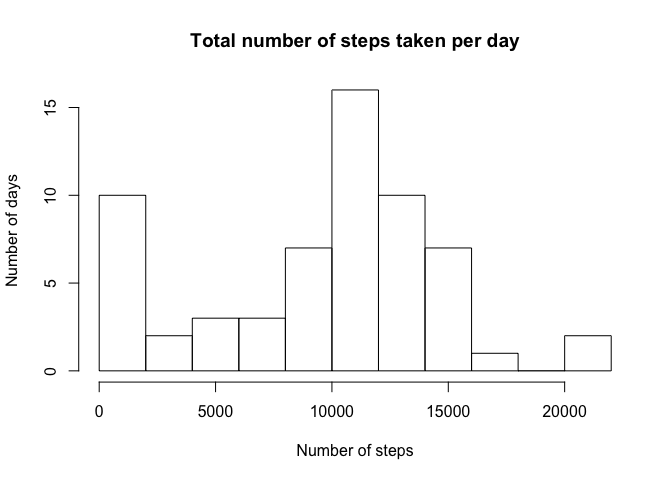 Total number of steps taken per day
Number of days
15
10
5
0
0 5000 10000 15000 20000
Number of steps